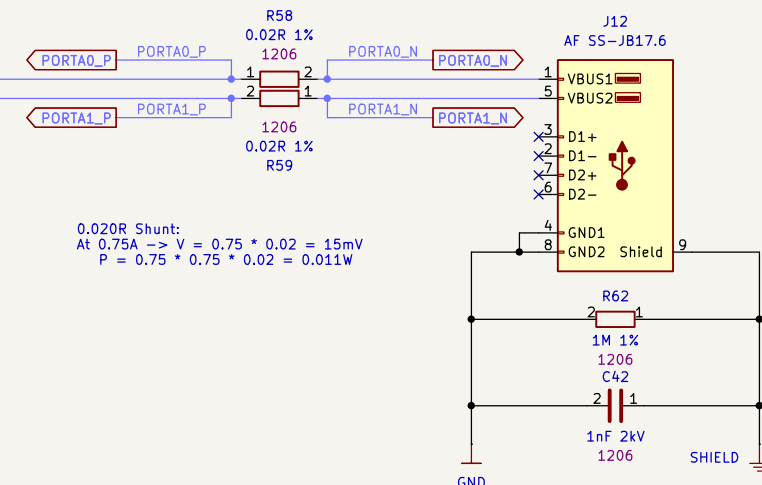 R58
0.02R 1%
1206
J12
AF SS-JB17.6
PORTA0_P
PORTA0_P
1
2
PORTA0_N
PORTA0_N
1
VBUS1
PORTA1_P
PORTA1_P
2
1
PORTA1_N
PORTA1_N
5
VBUS2
1206
0.02R 1%
R59
3
D1+
2
D1-
7
D2+
6
D2-
4
GND1
8
GND2
Shield
9
0.020R Shunt:
At 0.75A -> V = 0.75 * 0.02 = 15mV
P = 0.75 * 0.75 * 0.02 = 0.011W
R62
2
1
1M 1%
1206
C42
2
1
1nF 2kV
1206
GND
SHIELD